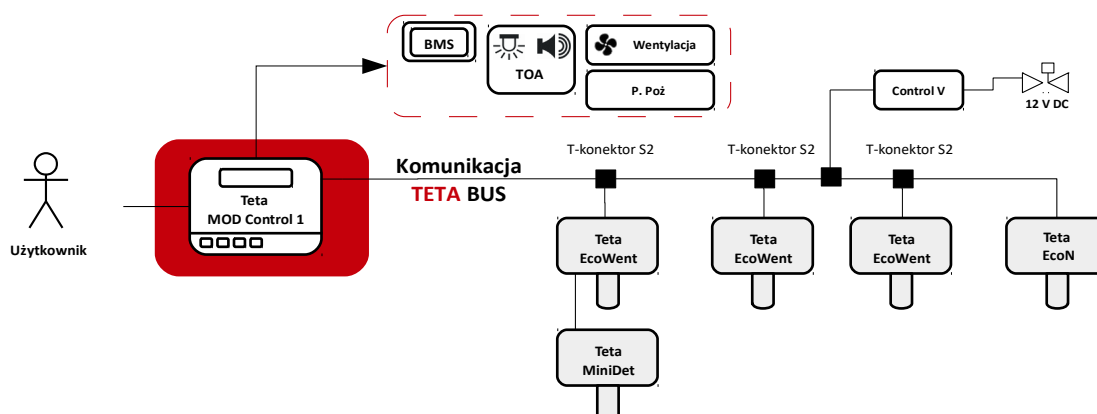 BMS
TOA
Wentylacja
P. Poż
Control V
12 V DC
Komunikacja
TETA BUS
T-konektor S2
T-konektor S2
T-konektor S2
Użytkownik
Teta
MOD Control 1
Teta
EcoWent
Teta
EcoWent
Teta
EcoWent
Teta
EcoN
Teta
MiniDet